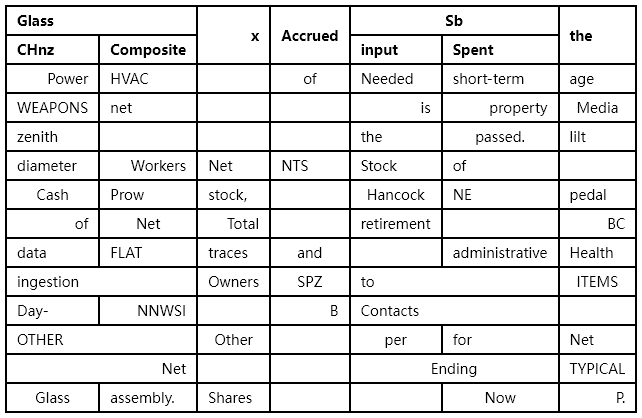 Glass x Accrued Sb the
CHnz Composite input Spent
Power HVAC of Needed short-term age
WEAPONS net is property Media
zenith the passed. lilt
diameter Workers Net NTS Stock of
Cash Prow stock, Hancock NE pedal
of Net Total retirement BC
data FLAT traces and administrative Health
ingestion Owners SPZ to ITEMS
Day- NNWSI B Contacts
OTHER Other per for Net
Net Ending TYPICAL
Glass assembly. Shares Now P.